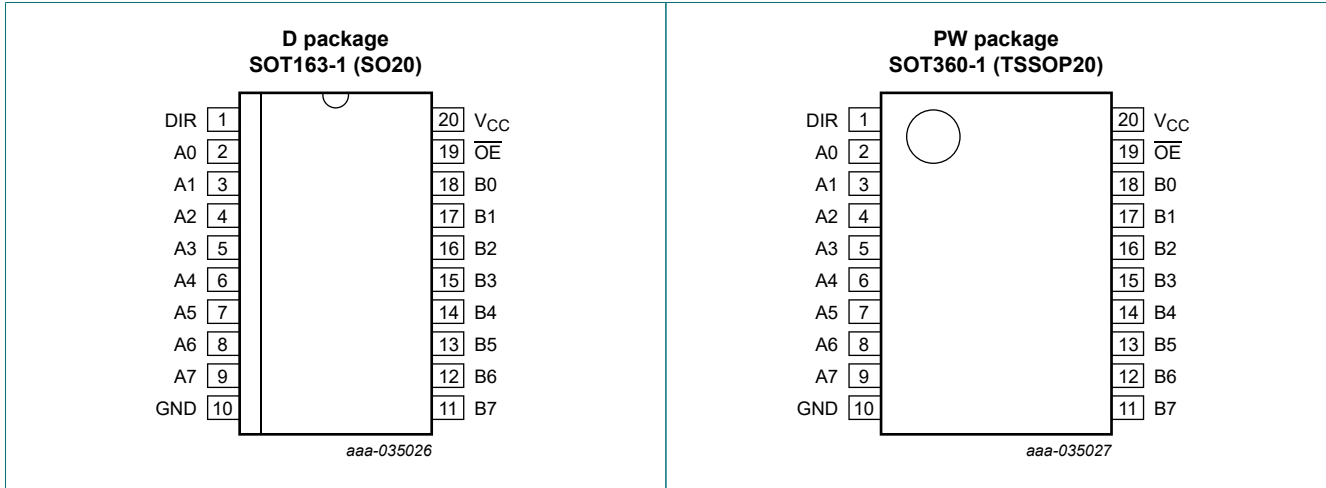 D package
SOT163-1 (SO20)
DIR 1 20 VCC
A0 2 19 OE
A1 3 18 B0
A2 4 17 B1
A3 5 16 B2
A4 6 15 B3
A5 7 14 B4
A6 8 13 B5
A7 9 12 B6
GND 10 11 B7
aaa-035026
PW package
SOT360-1 (TSSOP20)
DIR 1 20 VCC
A0 2 19 OE
A1 3 18 B0
A2 4 17 B1
A3 5 16 B2
A4 6 15 B3
A5 7 14 B4
A6 8 13 B5
A7 9 12 B6
GND 10 11 B7
aaa-035027